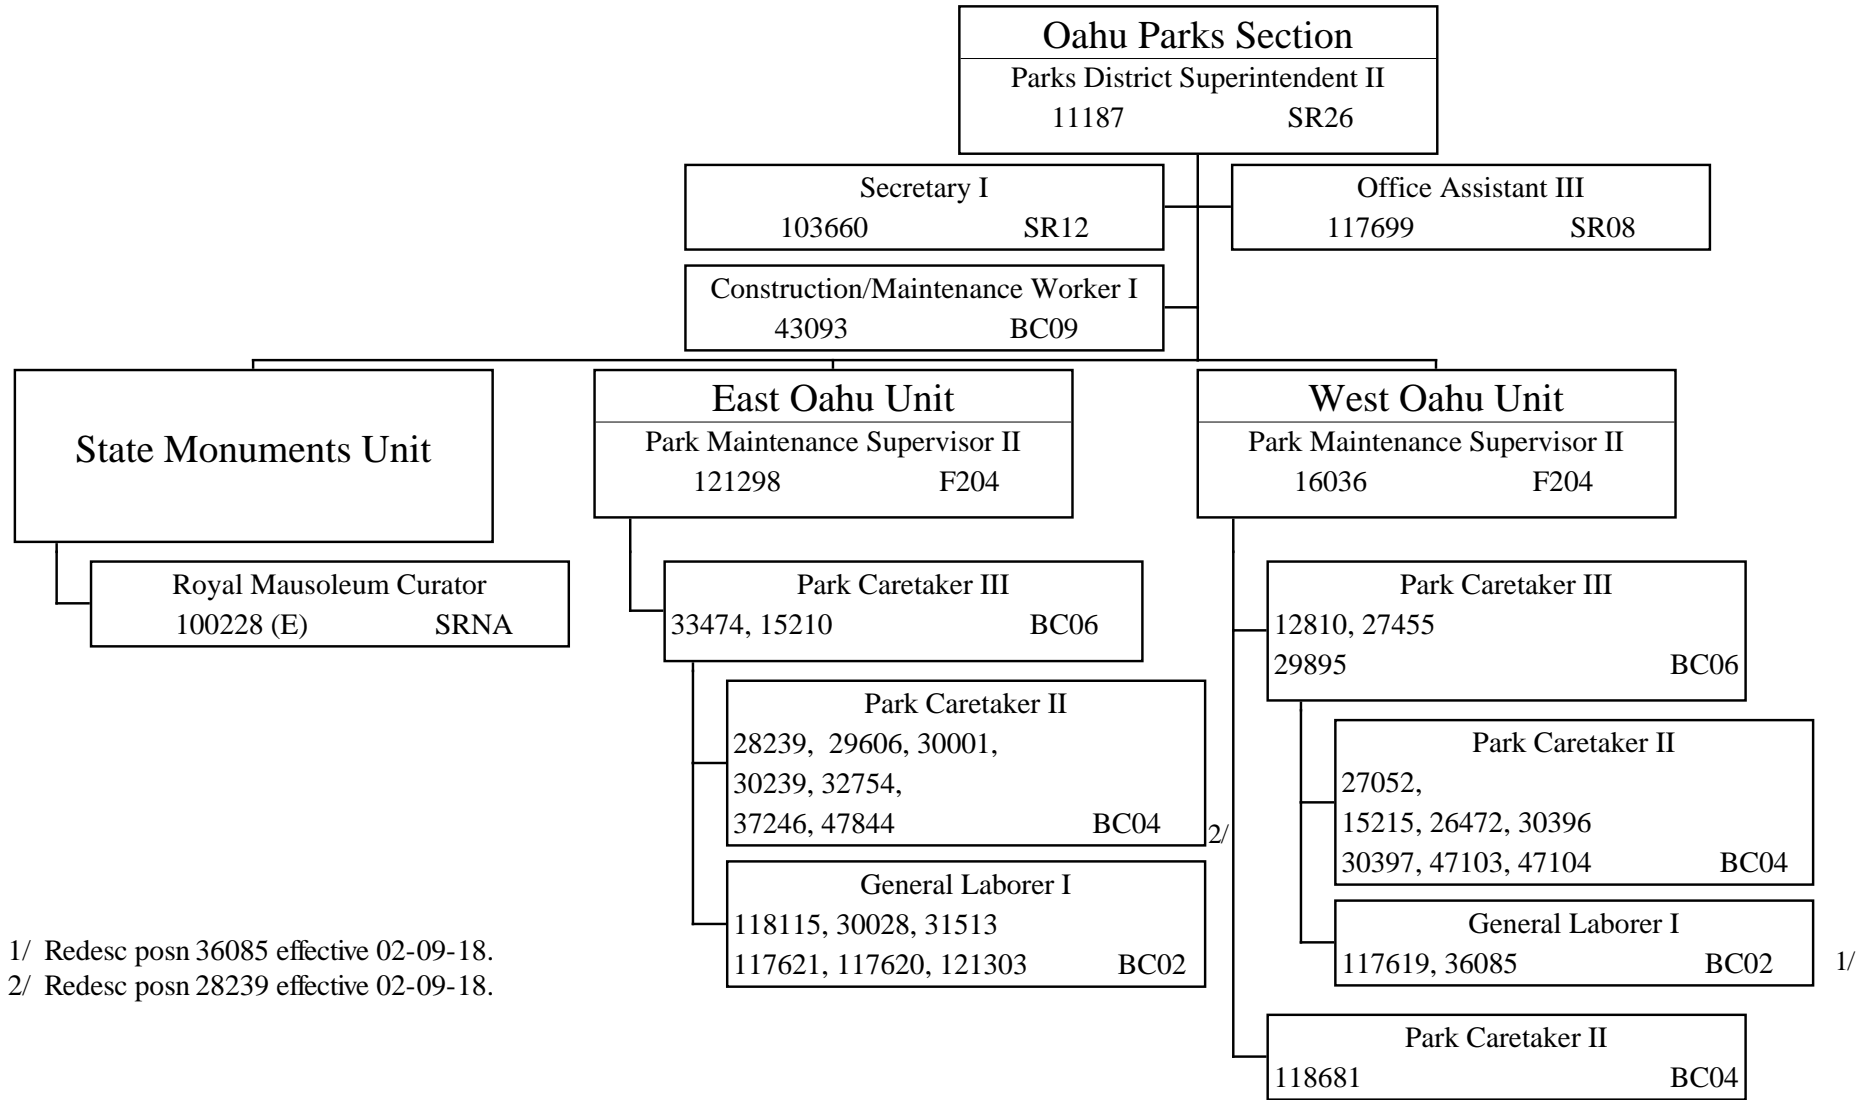 Oahu Parks Section
Parks District Superintendent II
11187 SR26
Secretary I
103660 SR12
Office Assistant III
117699 SR08
Construction/Maintenance Worker I
43093 BC09
State Monuments Unit
Royal Mausoleum Curator
100228 (E) SRNA
East Oahu Unit
Park Maintenance Supervisor II
121298 F204
Park Caretaker III
33474, 15210 BC06
Park Caretaker II
28239, 29606, 30001,
30239, 32754,
37246, 47844 BC04
2/
General Laborer I
118115, 30028, 31513
117621, 117620, 121303 BC02
West Oahu Unit
Park Maintenance Supervisor II
16036 F204
Park Caretaker III
12810, 27455
29895 BC06
Park Caretaker II
27052,
15215, 26472, 30396
30397, 47103, 47104 BC04
General Laborer I
117619, 36085 BC02
1/
Park Caretaker II
118681 BC04
1/ Redesc posn 36085 effective 02-09-18.
2/ Redesc posn 28239 effective 02-09-18.